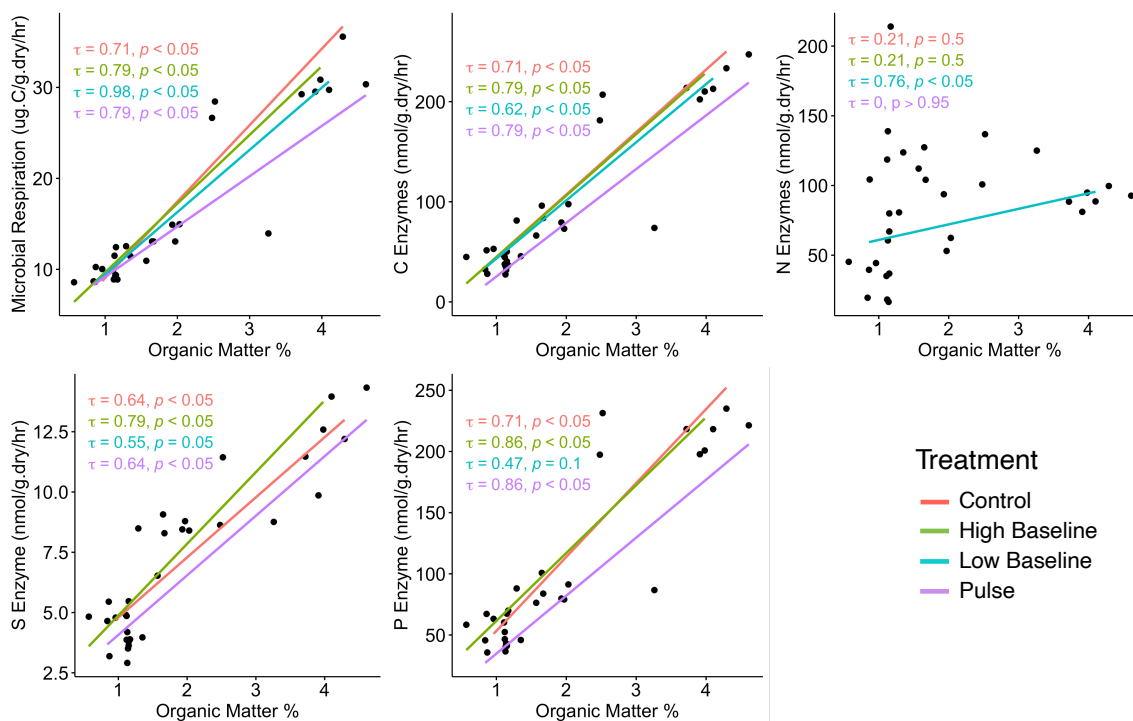 Microbial Respiration (ug.C/g.dry/hr)
τ = 0.71, p < 0.05
τ = 0.79, p < 0.05
τ = 0.98, p < 0.05
τ = 0.79, p < 0.05
30
20
10
1 2 3 4
Organic Matter %
C Enzymes (nmol/g.dry/hr)
τ = 0.71, p < 0.05
τ = 0.79, p < 0.05
τ = 0.62, p < 0.05
τ = 0.79, p < 0.05
200
100
0
1 2 3 4
Organic Matter %
N Enzymes (nmol/g.dry/hr)
τ = 0.21, p = 0.5
τ = 0.21, p = 0.5
τ = 0.76, p < 0.05
τ = 0, p > 0.95
200
150
100
50
1 2 3 4
Organic Matter %
S Enzyme (nmol/g.dry/hr)
τ = 0.64, p < 0.05
τ = 0.79, p < 0.05
τ = 0.55, p = 0.05
τ = 0.64, p < 0.05
12.5
10.0
7.5
5.0
2.5
1 2 3 4
Organic Matter %
P Enzyme (nmol/g.dry/hr)
τ = 0.71, p < 0.05
τ = 0.86, p < 0.05
τ = 0.47, p = 0.1
τ = 0.86, p < 0.05
250
200
150
100
50
1 2 3 4
Organic Matter %
Treatment
Control
High Baseline
Low Baseline
Pulse